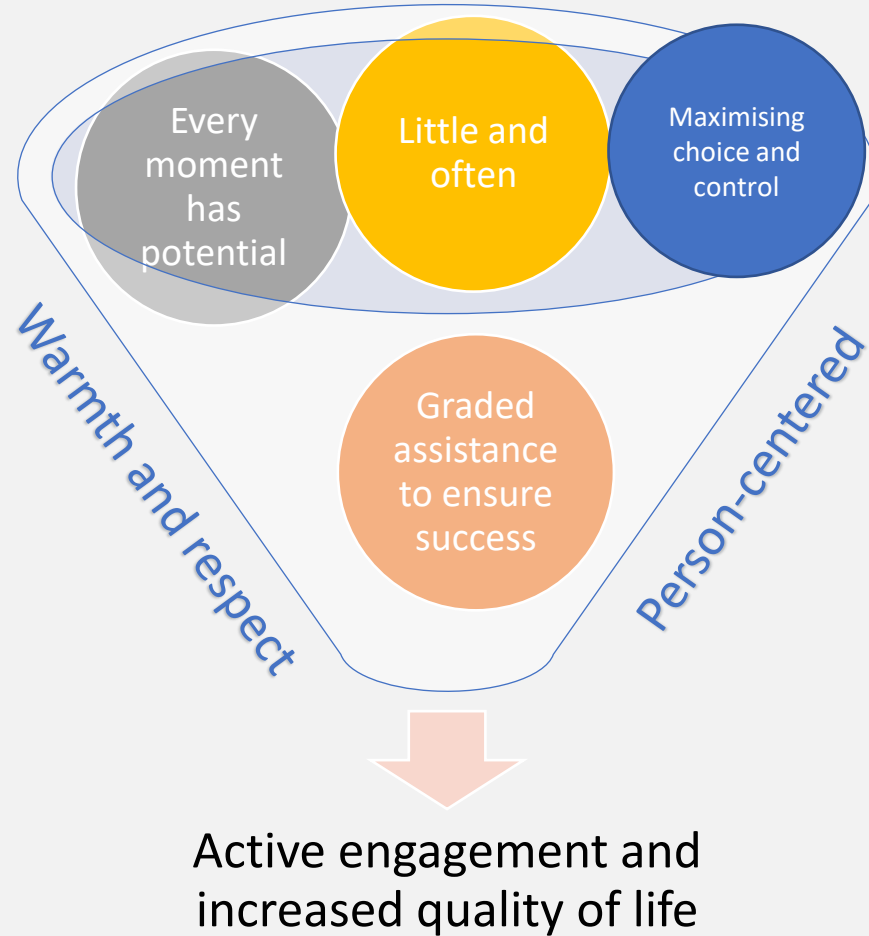 Every
moment
has
potential
Little and
often
Maximising
choice and
control
Graded
assistance
to ensure
success
Warmth and respect
Person-centered
Active engagement and
increased quality of life